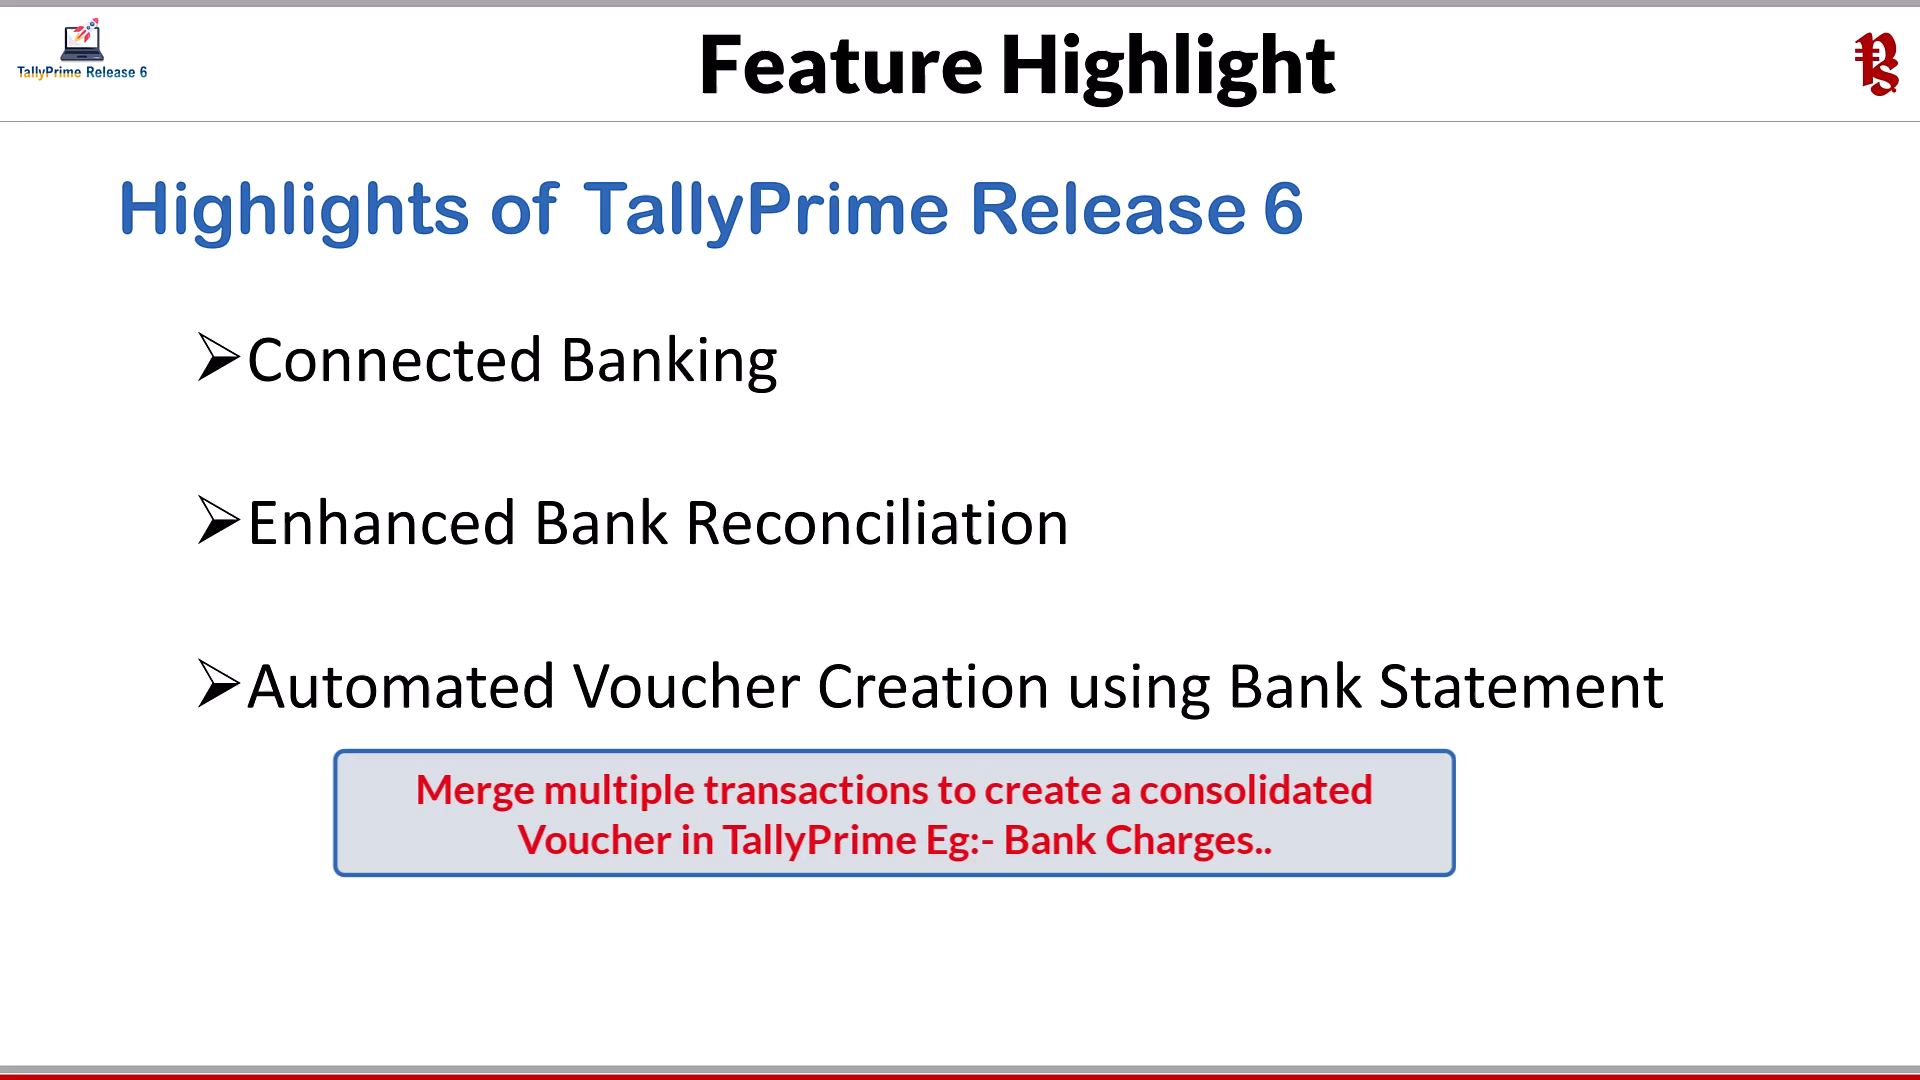 TallyPrime Release 6
Feature Highlight
Highlights of TallyPrime Release 6
➢Connected Banking
➢Enhanced Bank Reconciliation
➢Automated Voucher Creation using Bank Statement
Merge multiple transactions to create a consolidated
Voucher in TallyPrime Eg:- Bank Charges..